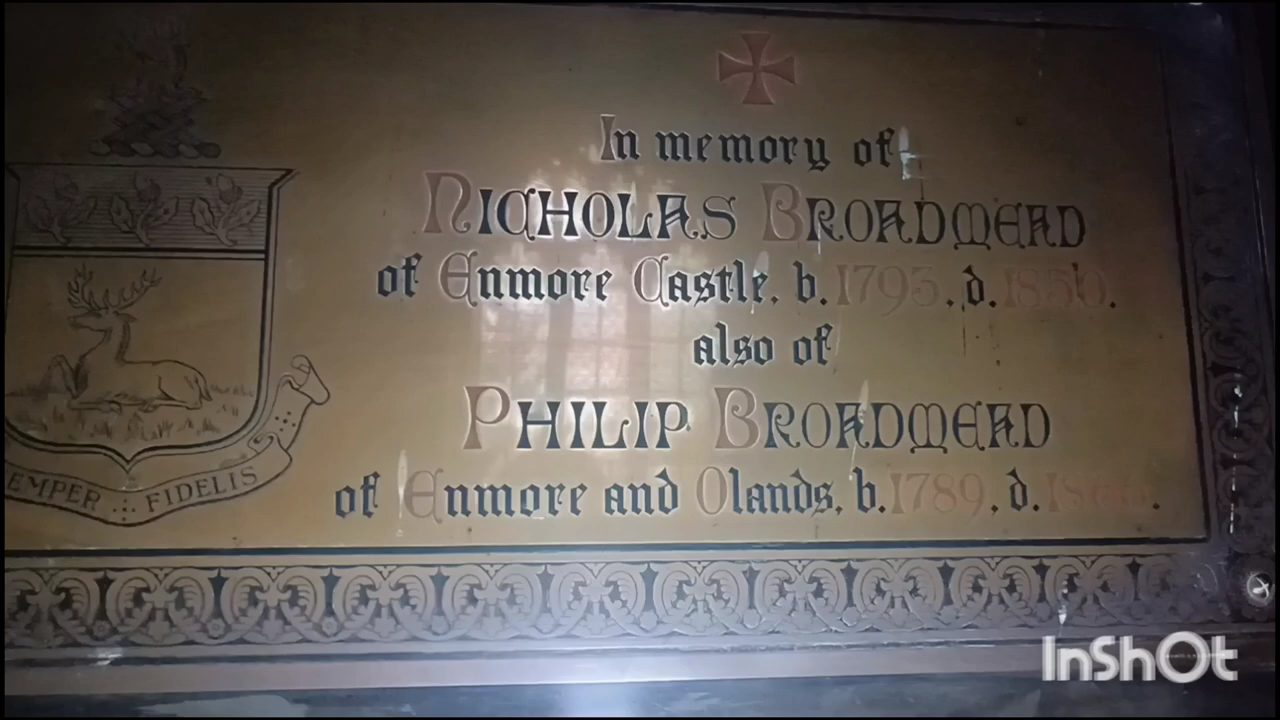 In memory of
NICHOLAS BROADMEAD
of Enmore Castle. b. 1793. d. 1850.
also of
PHILIP BROADMEAD
of Enmore and Olands. b. 1789. d.
EMPER FIDELIS
InShOt